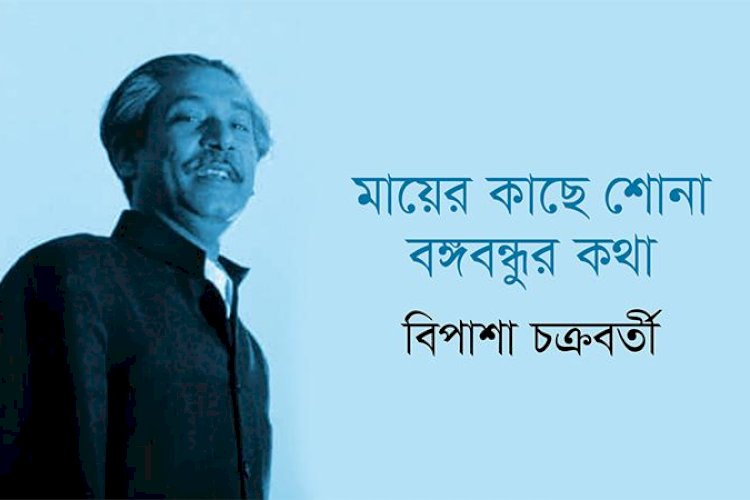 মায়ের কাছে শোনা
বঙ্গবন্ধুর কথা
বিপাশা চক্রবর্তী